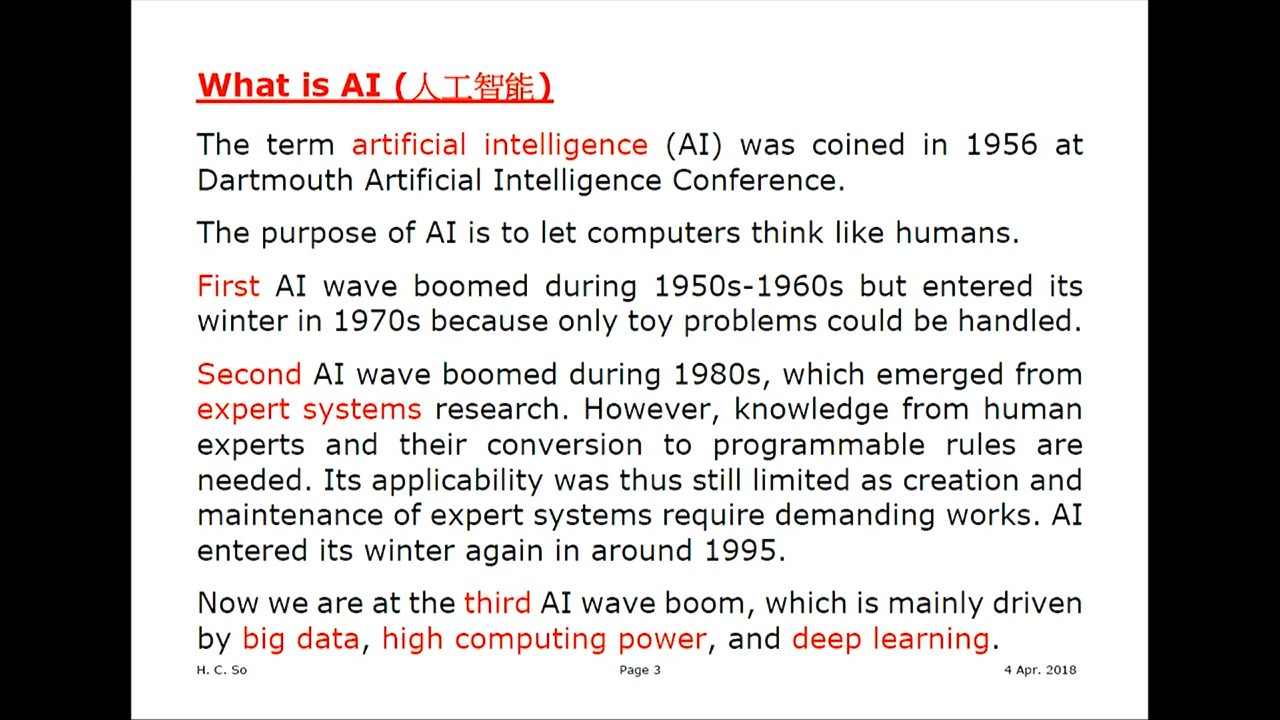 What is AI (人工智能)
The term artificial intelligence (AI) was coined in 1956 at
Dartmouth Artificial Intelligence Conference.
The purpose of AI is to let computers think like humans.
First AI wave boomed during 1950s-1960s but entered its
winter in 1970s because only toy problems could be handled.
Second AI wave boomed during 1980s, which emerged from
expert systems research. However, knowledge from human
experts and their conversion to programmable rules are
needed. Its applicability was thus still limited as creation and
maintenance of expert systems require demanding works. AI
entered its winter again in around 1995.
Now we are at the third AI wave boom, which is mainly driven
by big data, high computing power, and deep learning.
H. C. So Page 3 4 Apr. 2018